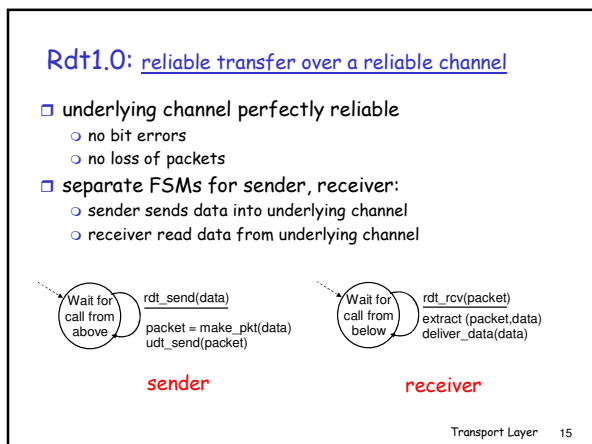 Rdt1.0: reliable transfer over a reliable channel
underlying channel perfectly reliable
no bit errors
no loss of packets
separate FSMs for sender, receiver:
sender sends data into underlying channel
receiver read data from underlying channel
Wait for
call from
above
rdt_send(data)
packet = make_pkt(data)
udt_send(packet)
sender
Wait for
call from
below
rdt_rcv(packet)
extract (packet,data)
deliver_data(data)
receiver
Transport Layer 15